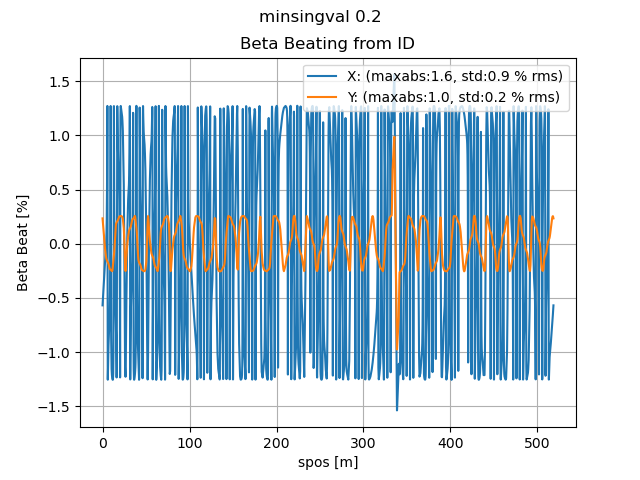 minsingval 0.2
Beta Beating from ID
X: (maxabs:1.6, std:0.9 % rms)
Y: (maxabs:1.0, std:0.2 % rms)
Beta Beat [%]
1.5
1.0
0.5
0.0
−0.5
−1.0
−1.5
0 100 200 300 400 500
spos [m]